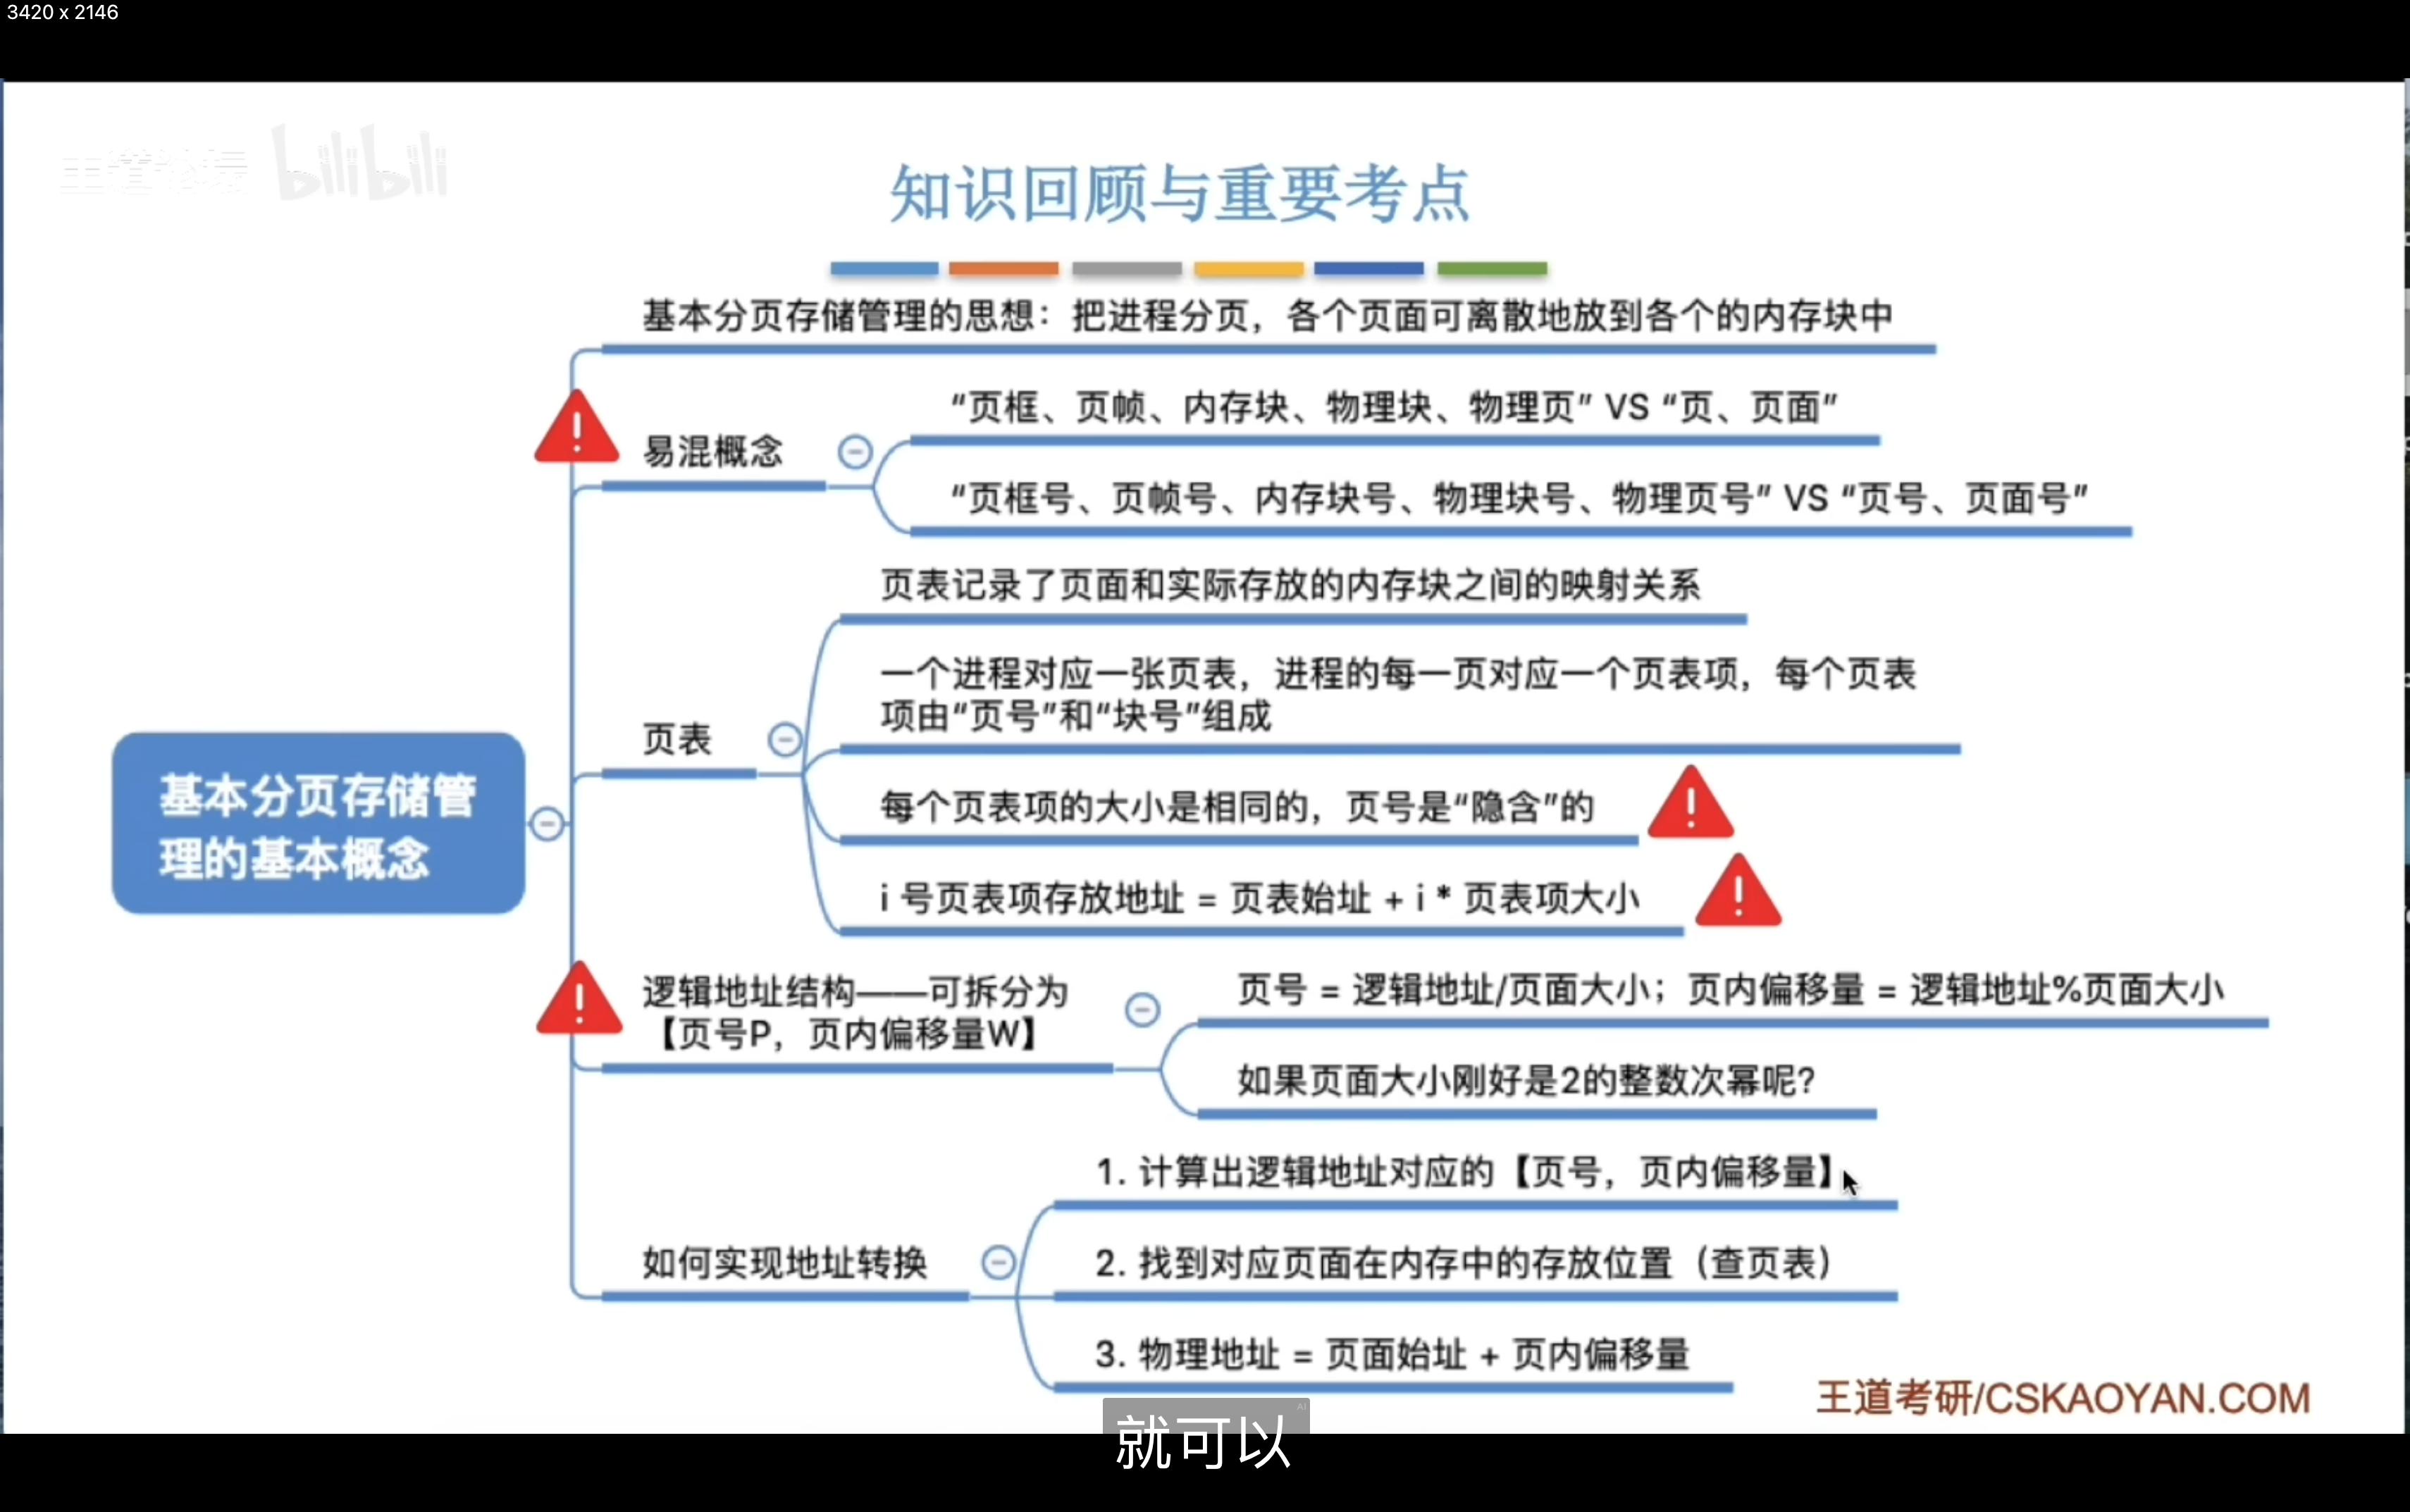 3420 x 2146
王道论坛 bilibili
知识回顾与重要考点
基本分页存储管理的思想：把进程分页，各个页面可离散地放到各个的内存块中
易混概念
“页框、页帧、内存块、物理块、物理页” VS “页、页面”
“页框号、页帧号、内存块号、物理块号、物理页号” VS “页号、页面号”
页表
页表记录了页面和实际存放的内存块之间的映射关系
一个进程对应一张页表，进程的每一页对应一个页表项，每个页表
项由“页号”和“块号”组成
每个页表项的大小是相同的，页号是“隐含”的
i 号页表项存放地址 = 页表始址 + i * 页表项大小
基本分页存储管
理的基本概念
逻辑地址结构——可拆分为
【页号P，页内偏移量W】
页号 = 逻辑地址/页面大小；页内偏移量 = 逻辑地址%页面大小
如果页面大小刚好是2的整数次幂呢?
如何实现地址转换
1. 计算出逻辑地址对应的【页号，页内偏移量】
2. 找到对应页面在内存中的存放位置（查页表）
3. 物理地址 = 页面始址 + 页内偏移量
王道考研/CSKAOYAN.COM
AI
就可以